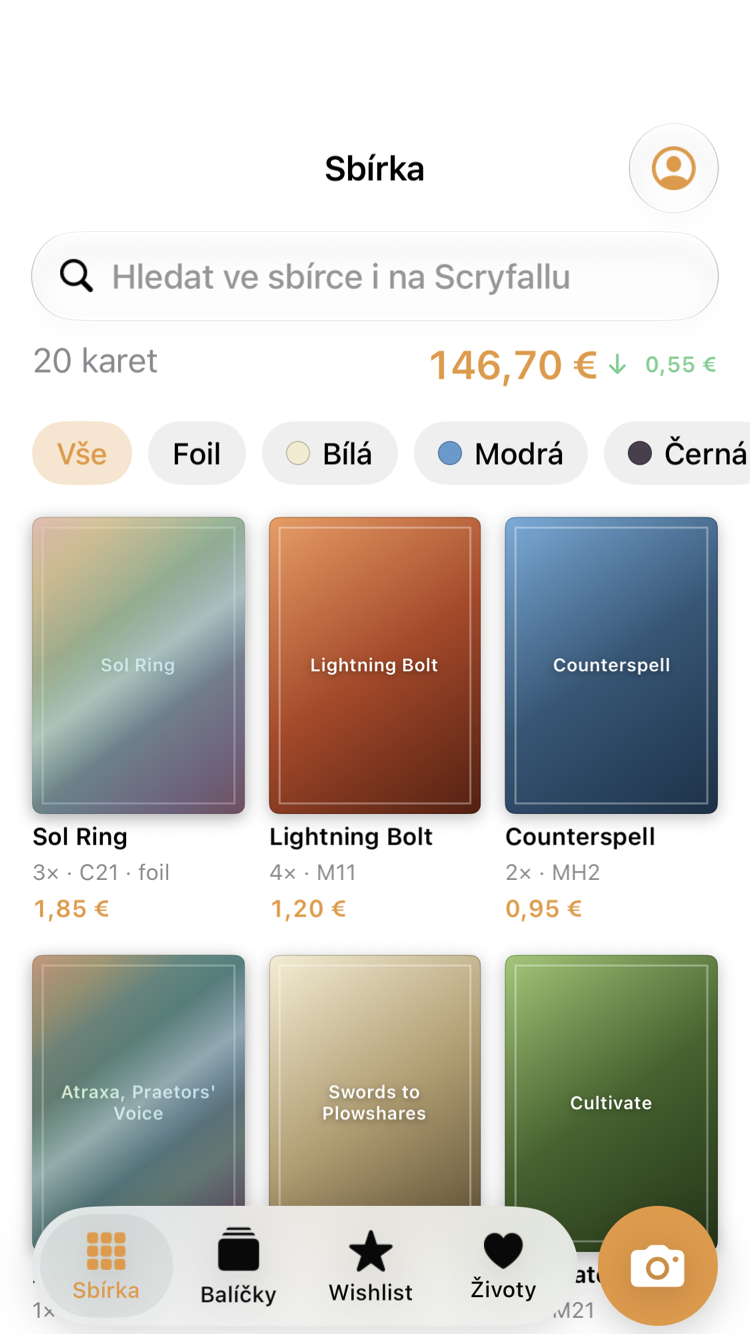 Sbírka
Hledat ve sbírce i na Scryfallu
20 karet
146,70 € ↓ 0,55 €
Vše
Foil
Bílá
Modrá
Černá
Sol Ring
Lightning Bolt
Counterspell
Sol Ring
Lightning Bolt
Counterspell
3× · C21 · foil
4× · M11
2× · MH2
1,85 €
1,20 €
0,95 €
Atraxa, Praetors'
Voice
Swords to
Plowshares
Cultivate
Sbírka
Balíčky
Wishlist
Životy
1×
M21